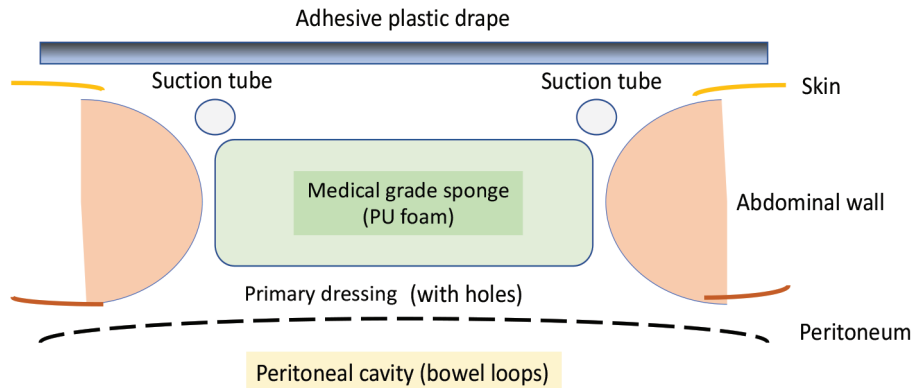 Adhesive plastic drape
Suction tube
Suction tube
Skin
Medical grade sponge
(PU foam)
Abdominal wall
Primary dressing (with holes)
Peritoneum
Peritoneal cavity (bowel loops)